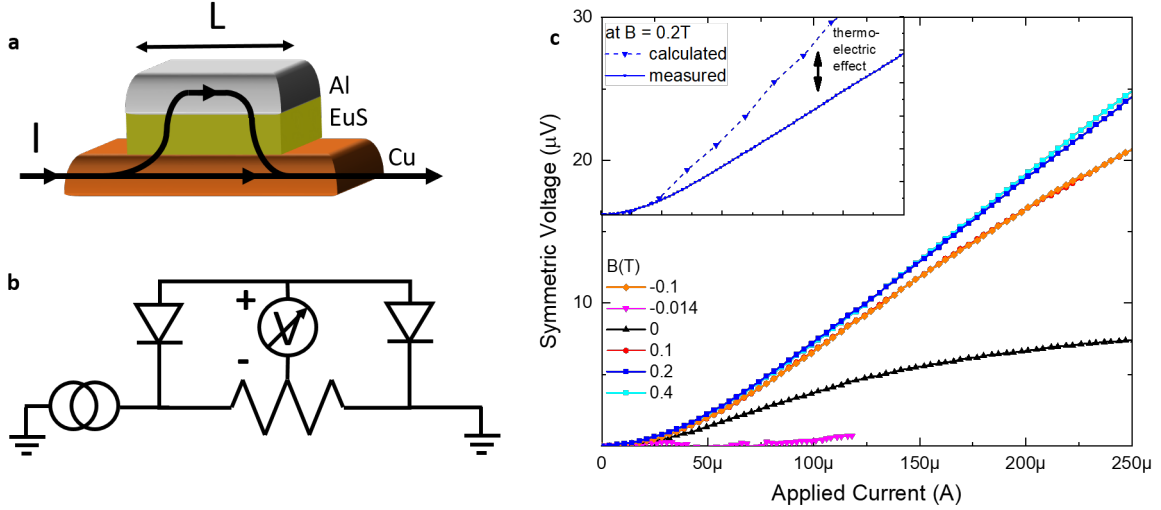 a
L
Al
EuS
Cu
I
b
+
V
-
c
Symmetric Voltage (μV)
30
20
10
at B = 0.2T
calculated
measured
thermo-
electric
effect
B(T)
-0.1
-0.014
0
0.1
0.2
0.4
0 50μ 100μ 150μ 200μ 250μ
Applied Current (A)